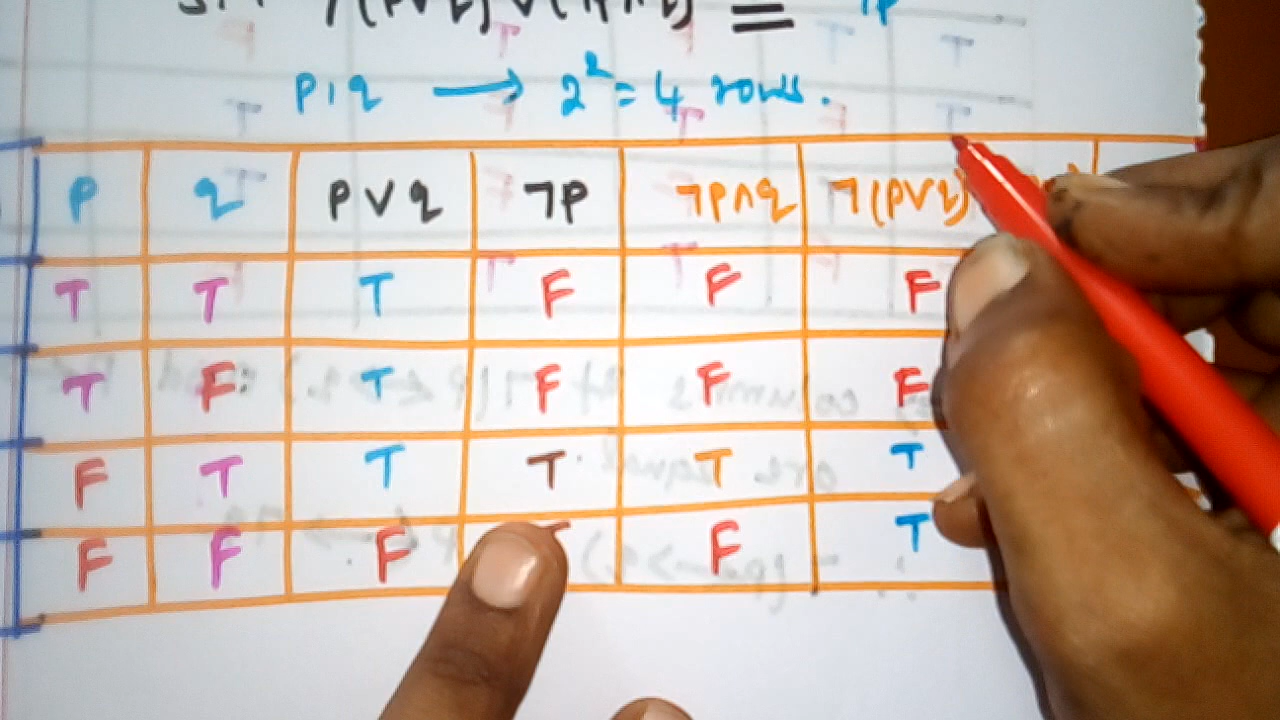 ¬(p∨q)∨(¬p∧q) ≡ ¬p
p,q → 2² = 4 rows.
p q p∨q ¬p ¬p∧q ¬(p∨q)
T T T F F F
T F T F F F
F T T T T T
F F F T F T